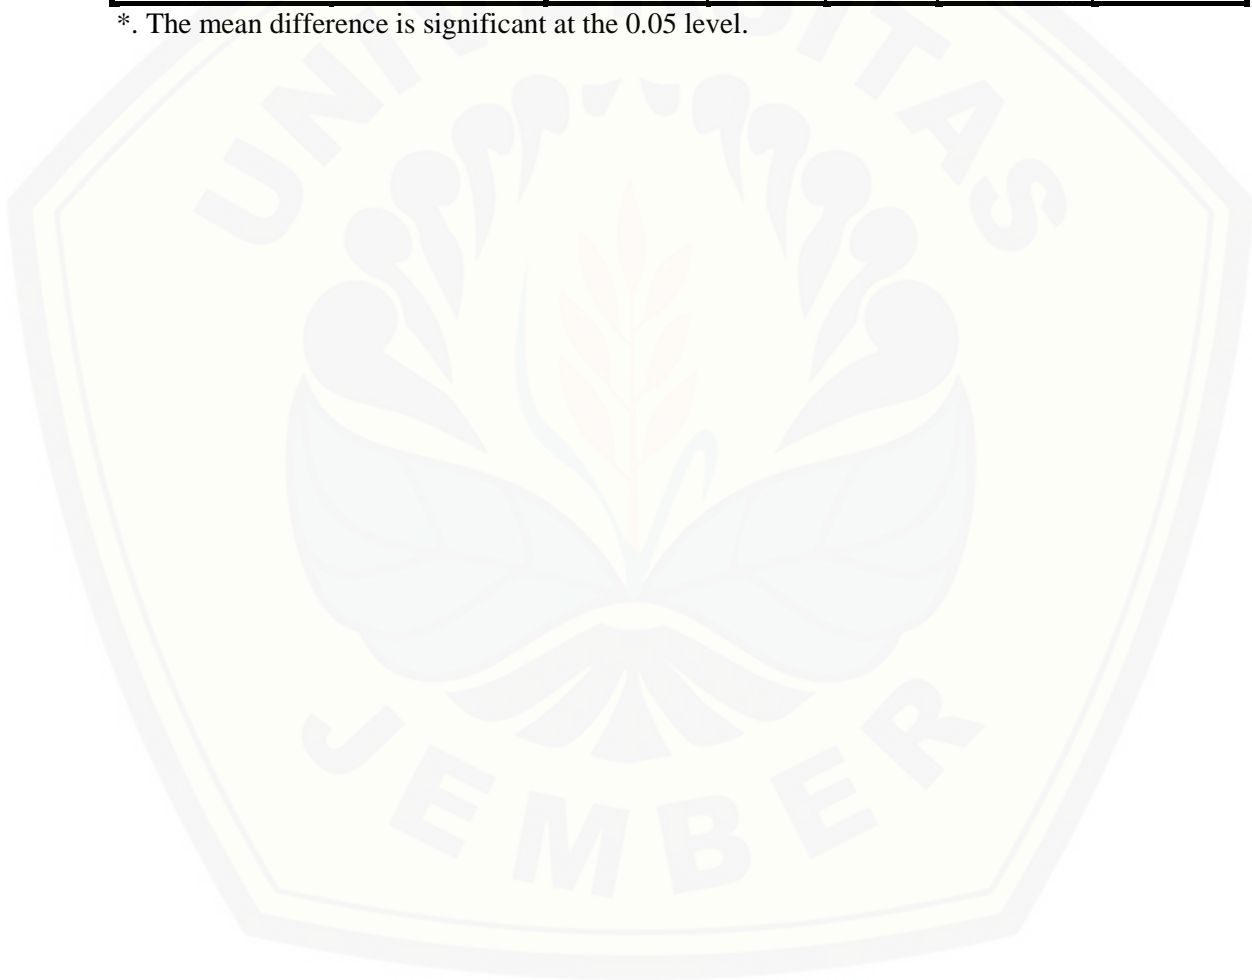 *. The mean difference is significant at the 0.05 level.
UNIVERSITAS
JEMBER